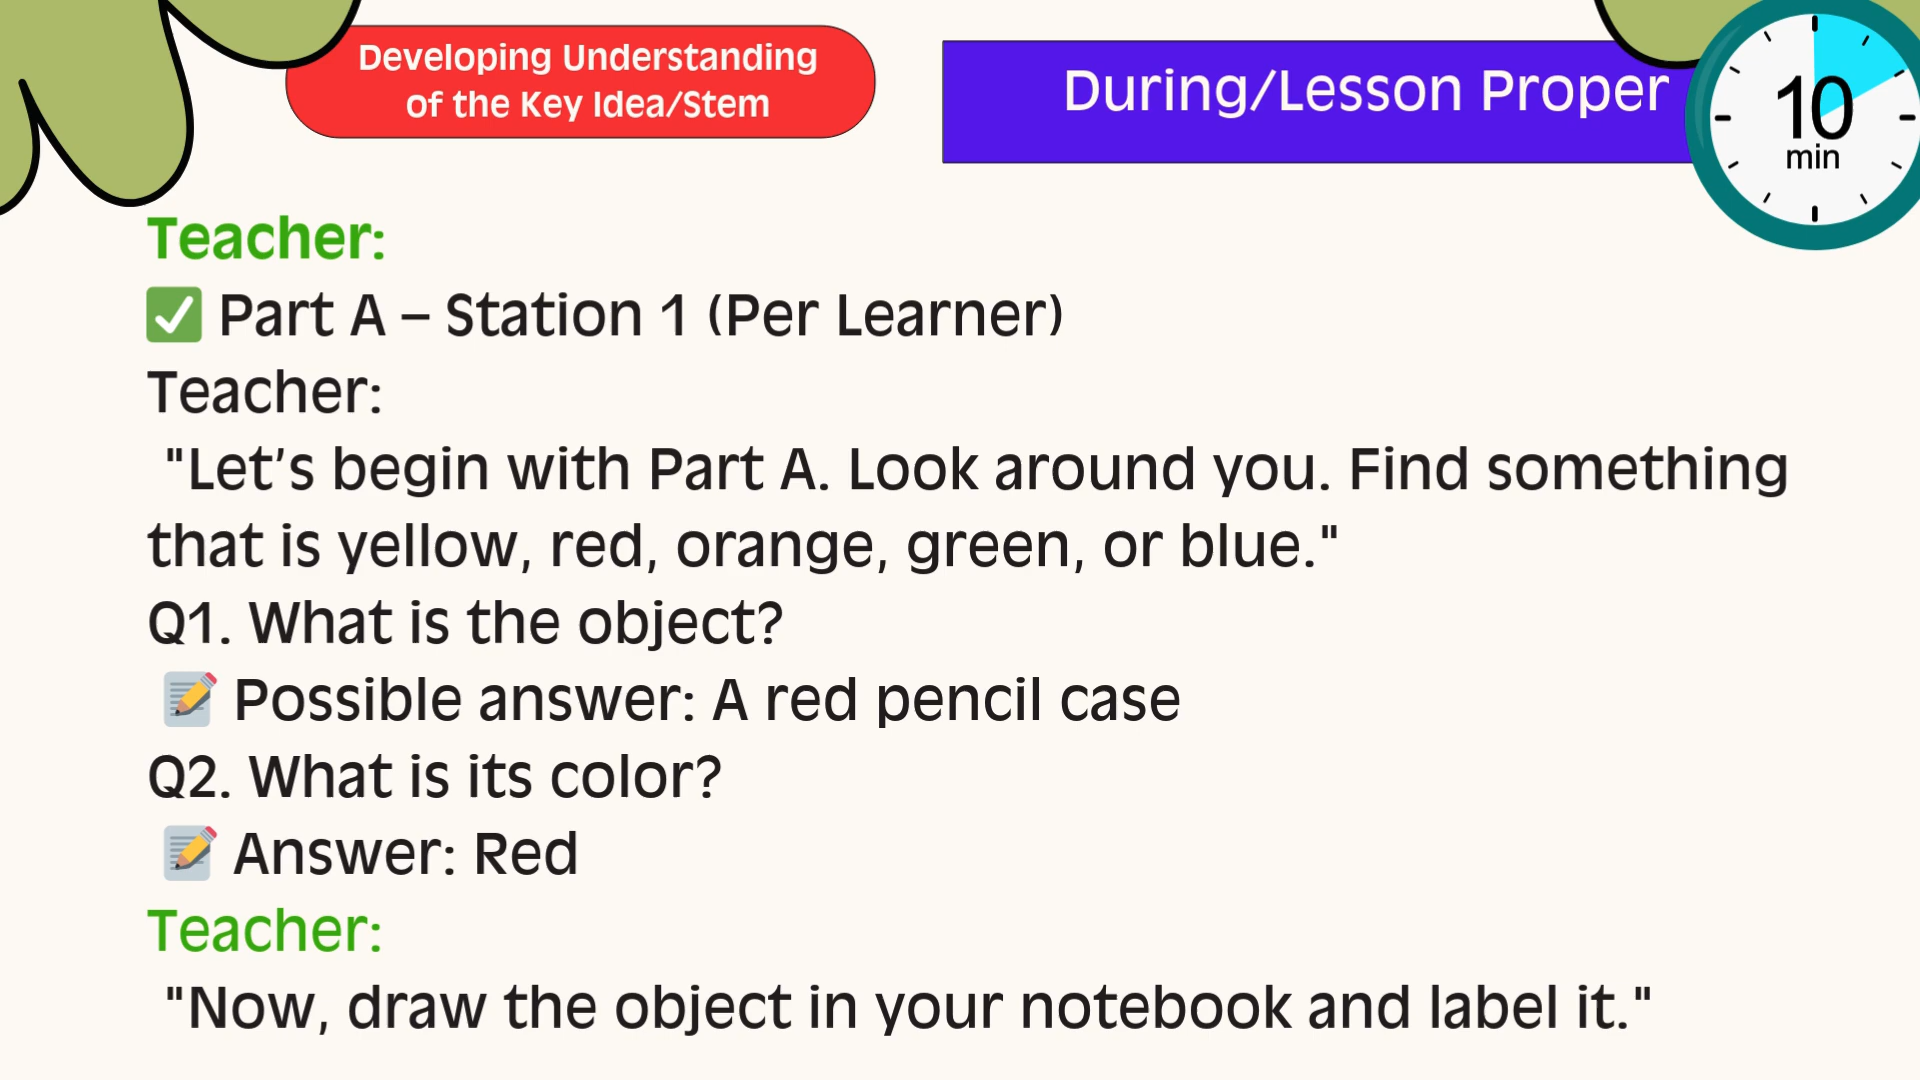 Developing Understanding
of the Key Idea/Stem
During/Lesson Proper
10
min
Teacher:
✅ Part A – Station 1 (Per Learner)
Teacher:
"Let’s begin with Part A. Look around you. Find something
that is yellow, red, orange, green, or blue."
Q1. What is the object?
📝 Possible answer: A red pencil case
Q2. What is its color?
📝 Answer: Red
Teacher:
"Now, draw the object in your notebook and label it."